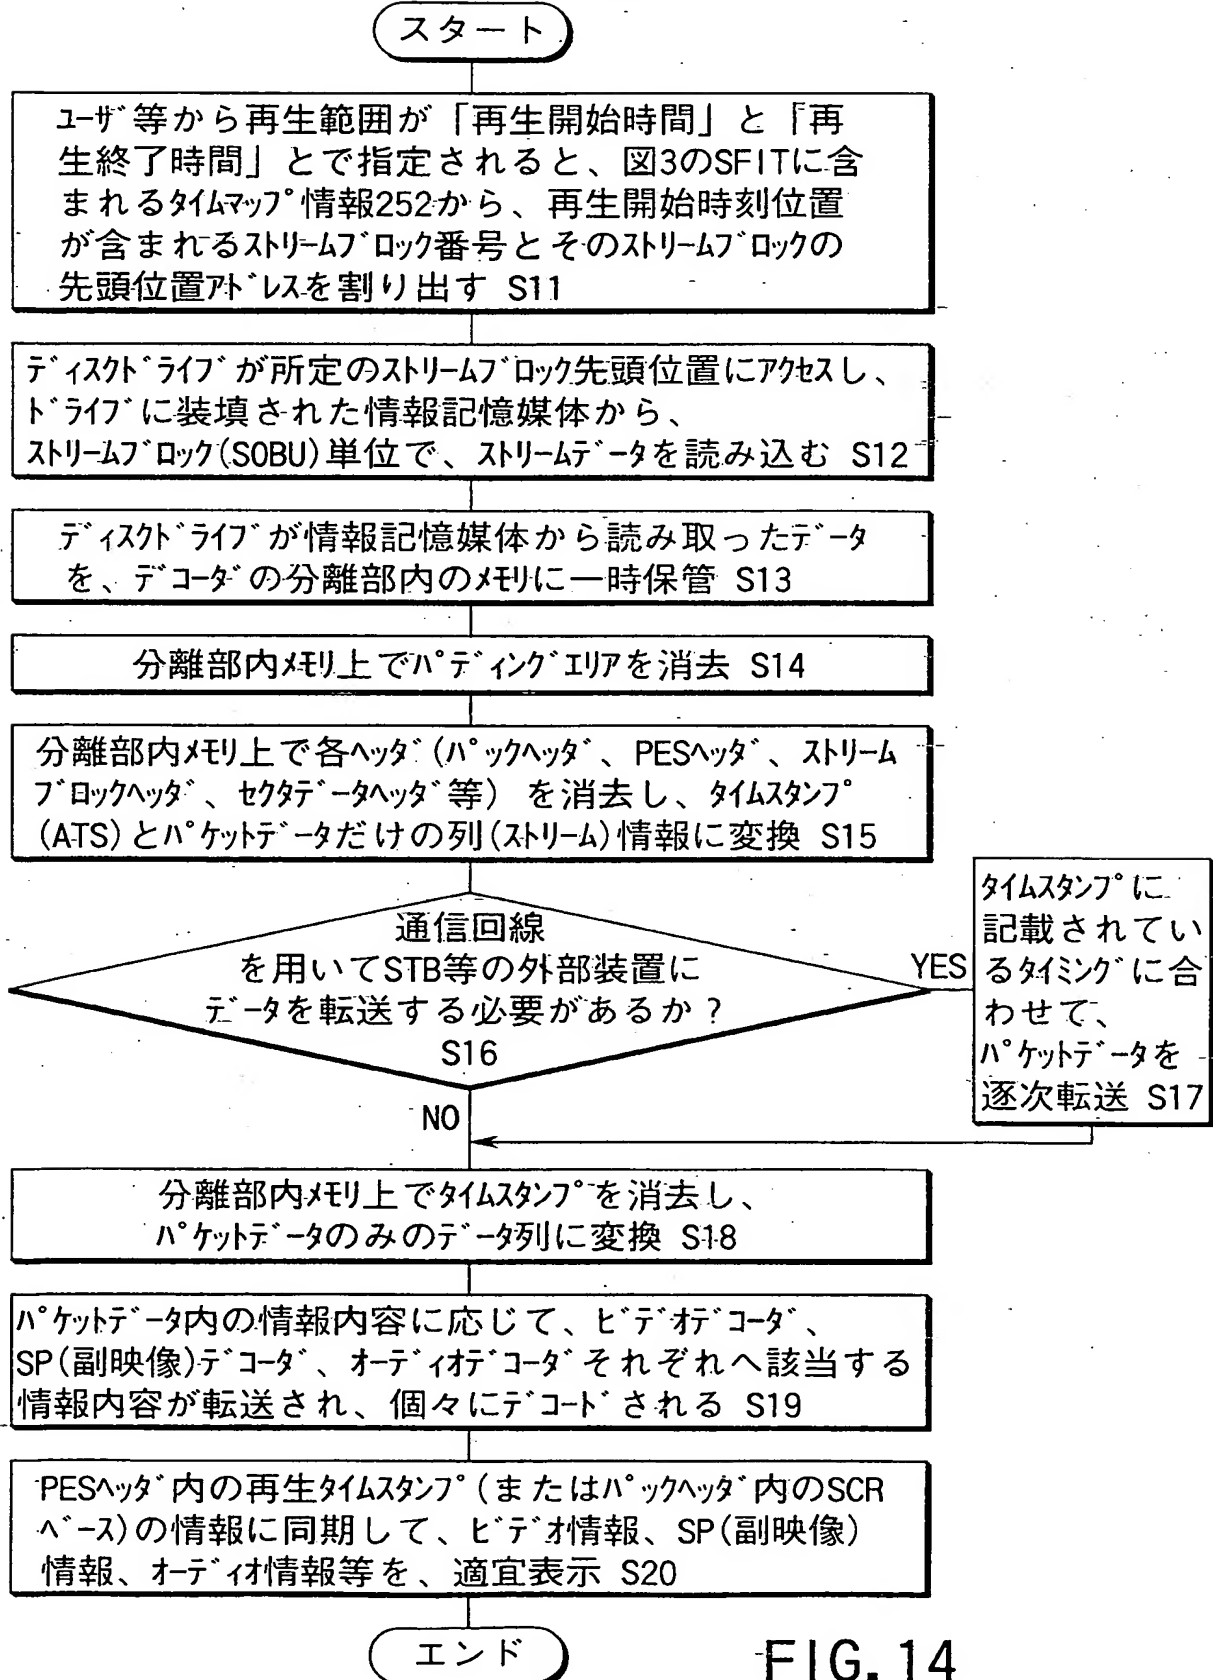 スタート
ユーザ等から再生範囲が「再生開始時間」と「再
生終了時間」とで指定されると、図3のSFITに含
まれるタイムマップ情報252から、再生開始時刻位置
が含まれるストリームブロック番号とそのストリームブロックの
先頭位置アドレスを割り出す S11
ディスクドライブが所定のストリームブロック先頭位置にアクセスし、
ドライブに装填された情報記憶媒体から、
ストリームブロック(SOBU)単位で、ストリームデータを読み込む S12
ディスクドライブが情報記憶媒体から読み取ったデータ
を、デコーダの分離部内のメモリに一時保管 S13
分離部内メモリ上でパディングエリアを消去 S14
分離部内メモリ上で各ヘッダ(パックヘッダ、PESヘッダ、ストリーム
ブロックヘッダ、セクタデータヘッダ等)を消去し、タイムスタンプ
(ATS)とパケットデータだけの列(ストリーム)情報に変換 S15
通信回線
を用いてSTB等の外部装置に
データを転送する必要があるか?
S16
YES
タイムスタンプに
記載されてい
るタイミングに合
わせて、
パケットデータを
逐次転送 S17
NO
分離部内メモリ上でタイムスタンプを消去し、
パケットデータのみのデータ列に変換 S18
パケットデータ内の情報内容に応じて、ビデオデコーダ、
SP(副映像)デコーダ、オーディオデコーダそれぞれへ該当する
情報内容が転送され、個々にデコードされる S19
PESヘッダ内の再生タイムスタンプ(またはパックヘッダ内のSCR
ベース)の情報に同期して、ビデオ情報、SP(副映像)
情報、オーディオ情報等を、適宜表示 S20
エンド
FIG.14